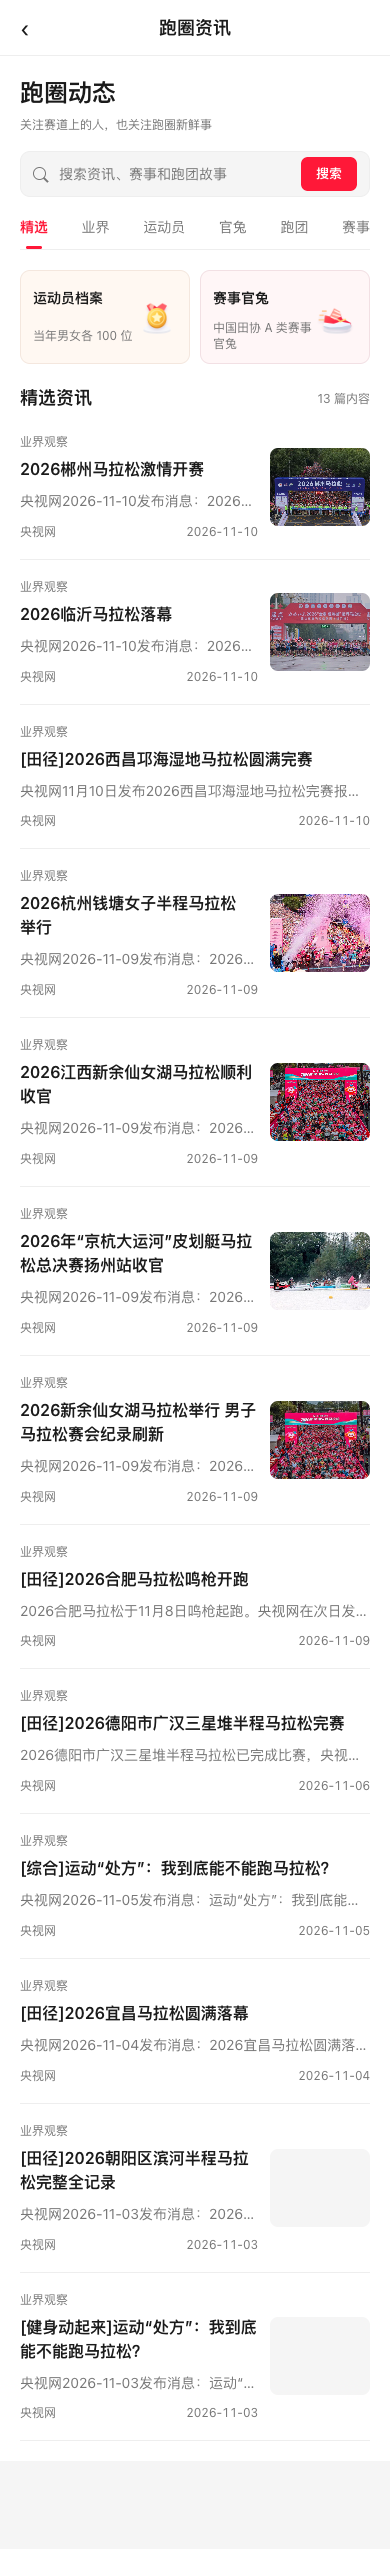 跑圈资讯
跑圈动态
关注赛道上的人，也关注跑圈新鲜事
搜索资讯、赛事和跑团故事
搜索
精选 业界 运动员 官兔 跑团 赛事
运动员档案
当年男女各 100 位
赛事官兔
中国田协 A 类赛事
官兔
精选资讯
13 篇内容
业界观察
2026郴州马拉松激情开赛
央视网2026-11-10发布消息：2026...
央视网 2026-11-10
业界观察
2026临沂马拉松落幕
央视网2026-11-10发布消息：2026...
央视网 2026-11-10
业界观察
[田径]2026西昌邛海湿地马拉松圆满完赛
央视网11月10日发布2026西昌邛海湿地马拉松完赛报...
央视网 2026-11-10
业界观察
2026杭州钱塘女子半程马拉松
举行
央视网2026-11-09发布消息：2026...
央视网 2026-11-09
业界观察
2026江西新余仙女湖马拉松顺利
收官
央视网2026-11-09发布消息：2026...
央视网 2026-11-09
业界观察
2026年“京杭大运河”皮划艇马拉
松总决赛扬州站收官
央视网2026-11-09发布消息：2026...
央视网 2026-11-09
业界观察
2026新余仙女湖马拉松举行 男子
马拉松赛会纪录刷新
央视网2026-11-09发布消息：2026...
央视网 2026-11-09
业界观察
[田径]2026合肥马拉松鸣枪开跑
2026合肥马拉松于11月8日鸣枪起跑。央视网在次日发...
央视网 2026-11-09
业界观察
[田径]2026德阳市广汉三星堆半程马拉松完赛
2026德阳市广汉三星堆半程马拉松已完成比赛，央视...
央视网 2026-11-06
业界观察
[综合]运动“处方”：我到底能不能跑马拉松？
央视网2026-11-05发布消息：运动“处方”：我到底能...
央视网 2026-11-05
业界观察
[田径]2026宜昌马拉松圆满落幕
央视网2026-11-04发布消息：2026宜昌马拉松圆满落...
央视网 2026-11-04
业界观察
[田径]2026朝阳区滨河半程马拉
松完整全记录
央视网2026-11-03发布消息：2026...
央视网 2026-11-03
业界观察
[健身动起来]运动“处方”：我到底
能不能跑马拉松？
央视网2026-11-03发布消息：运动“...
央视网 2026-11-03